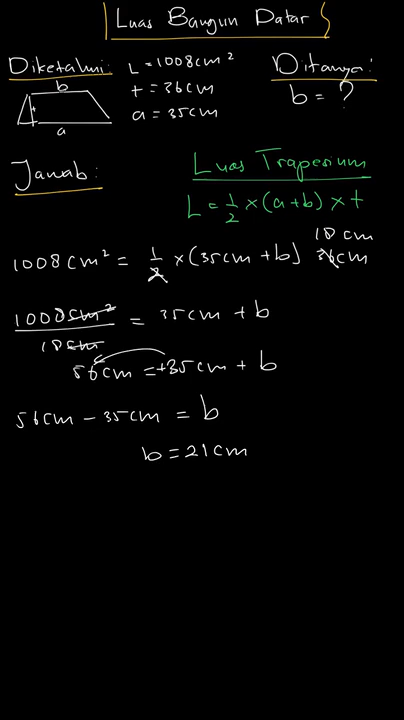 Luas Bangun Datar
Diketahui:
b
t
a
L = 1008 cm²
t = 36 cm
a = 35 cm
Ditanya:
b = ?
Jawab:
Luas Trapesium
L = 1/2 × (a + b) × t
18 cm
1008 cm² = 1/2 × (35 cm + b) 36 cm
1008 cm² / 18 cm = 35 cm + b
56 cm = +35 cm + b
56 cm - 35 cm = b
b = 21 cm